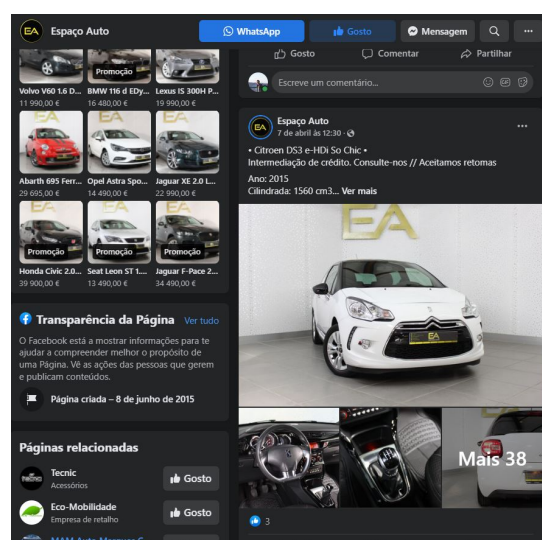 EA
Espaço Auto
WhatsApp
Gosto
Mensagem
Promoção
Volvo V60 1.6 D...
BMW 116 d EDy...
Lexus IS 300H P...
11 990,00 €
16 480,00 €
19 990,00 €
Abarth 695 Ferr...
Opel Astra Spo...
Jaguar XE 2.0 L...
29 695,00 €
14 490,00 €
22 990,00 €
Promoção
Promoção
Promoção
Honda Civic 2.0...
Seat Leon ST 1....
Jaguar F-Pace 2...
39 900,00 €
13 490,00 €
34 490,00 €
Transparência da Página
Ver tudo
O Facebook está a mostrar informações para te
ajudar a compreender melhor o propósito de
uma Página. Vê as ações das pessoas que gerem
e publicam conteúdos.
Página criada – 8 de junho de 2015
Páginas relacionadas
Tecnic
Acessórios
Gosto
Eco-Mobilidade
Empresa de retalho
Gosto
Gosto
Comentar
Partilhar
Escreve um comentário...
GIF
EA
Espaço Auto
7 de abril às 12:30 ·
• Citroen DS3 e-HDi So Chic •
Intermediação de crédito. Consulte-nos // Aceitamos retomas
Ano: 2015
Cilindrada: 1560 cm3... Ver mais
EA
EA
Mais 38
3